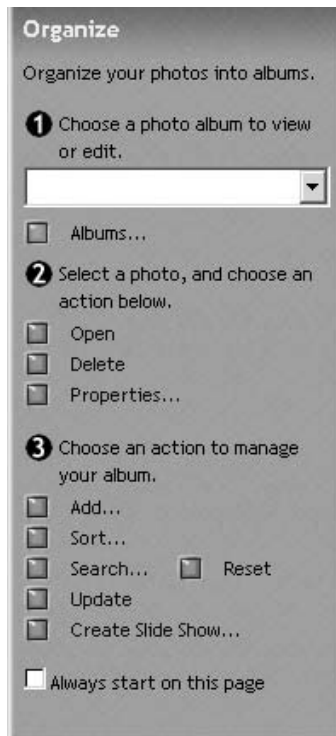 Organize
Organize your photos into albums.
1 Choose a photo album to view
or edit.
Albums...
2 Select a photo, and choose an
action below.
Open
Delete
Properties...
3 Choose an action to manage
your album.
Add...
Sort...
Search... Reset
Update
Create Slide Show...
Always start on this page